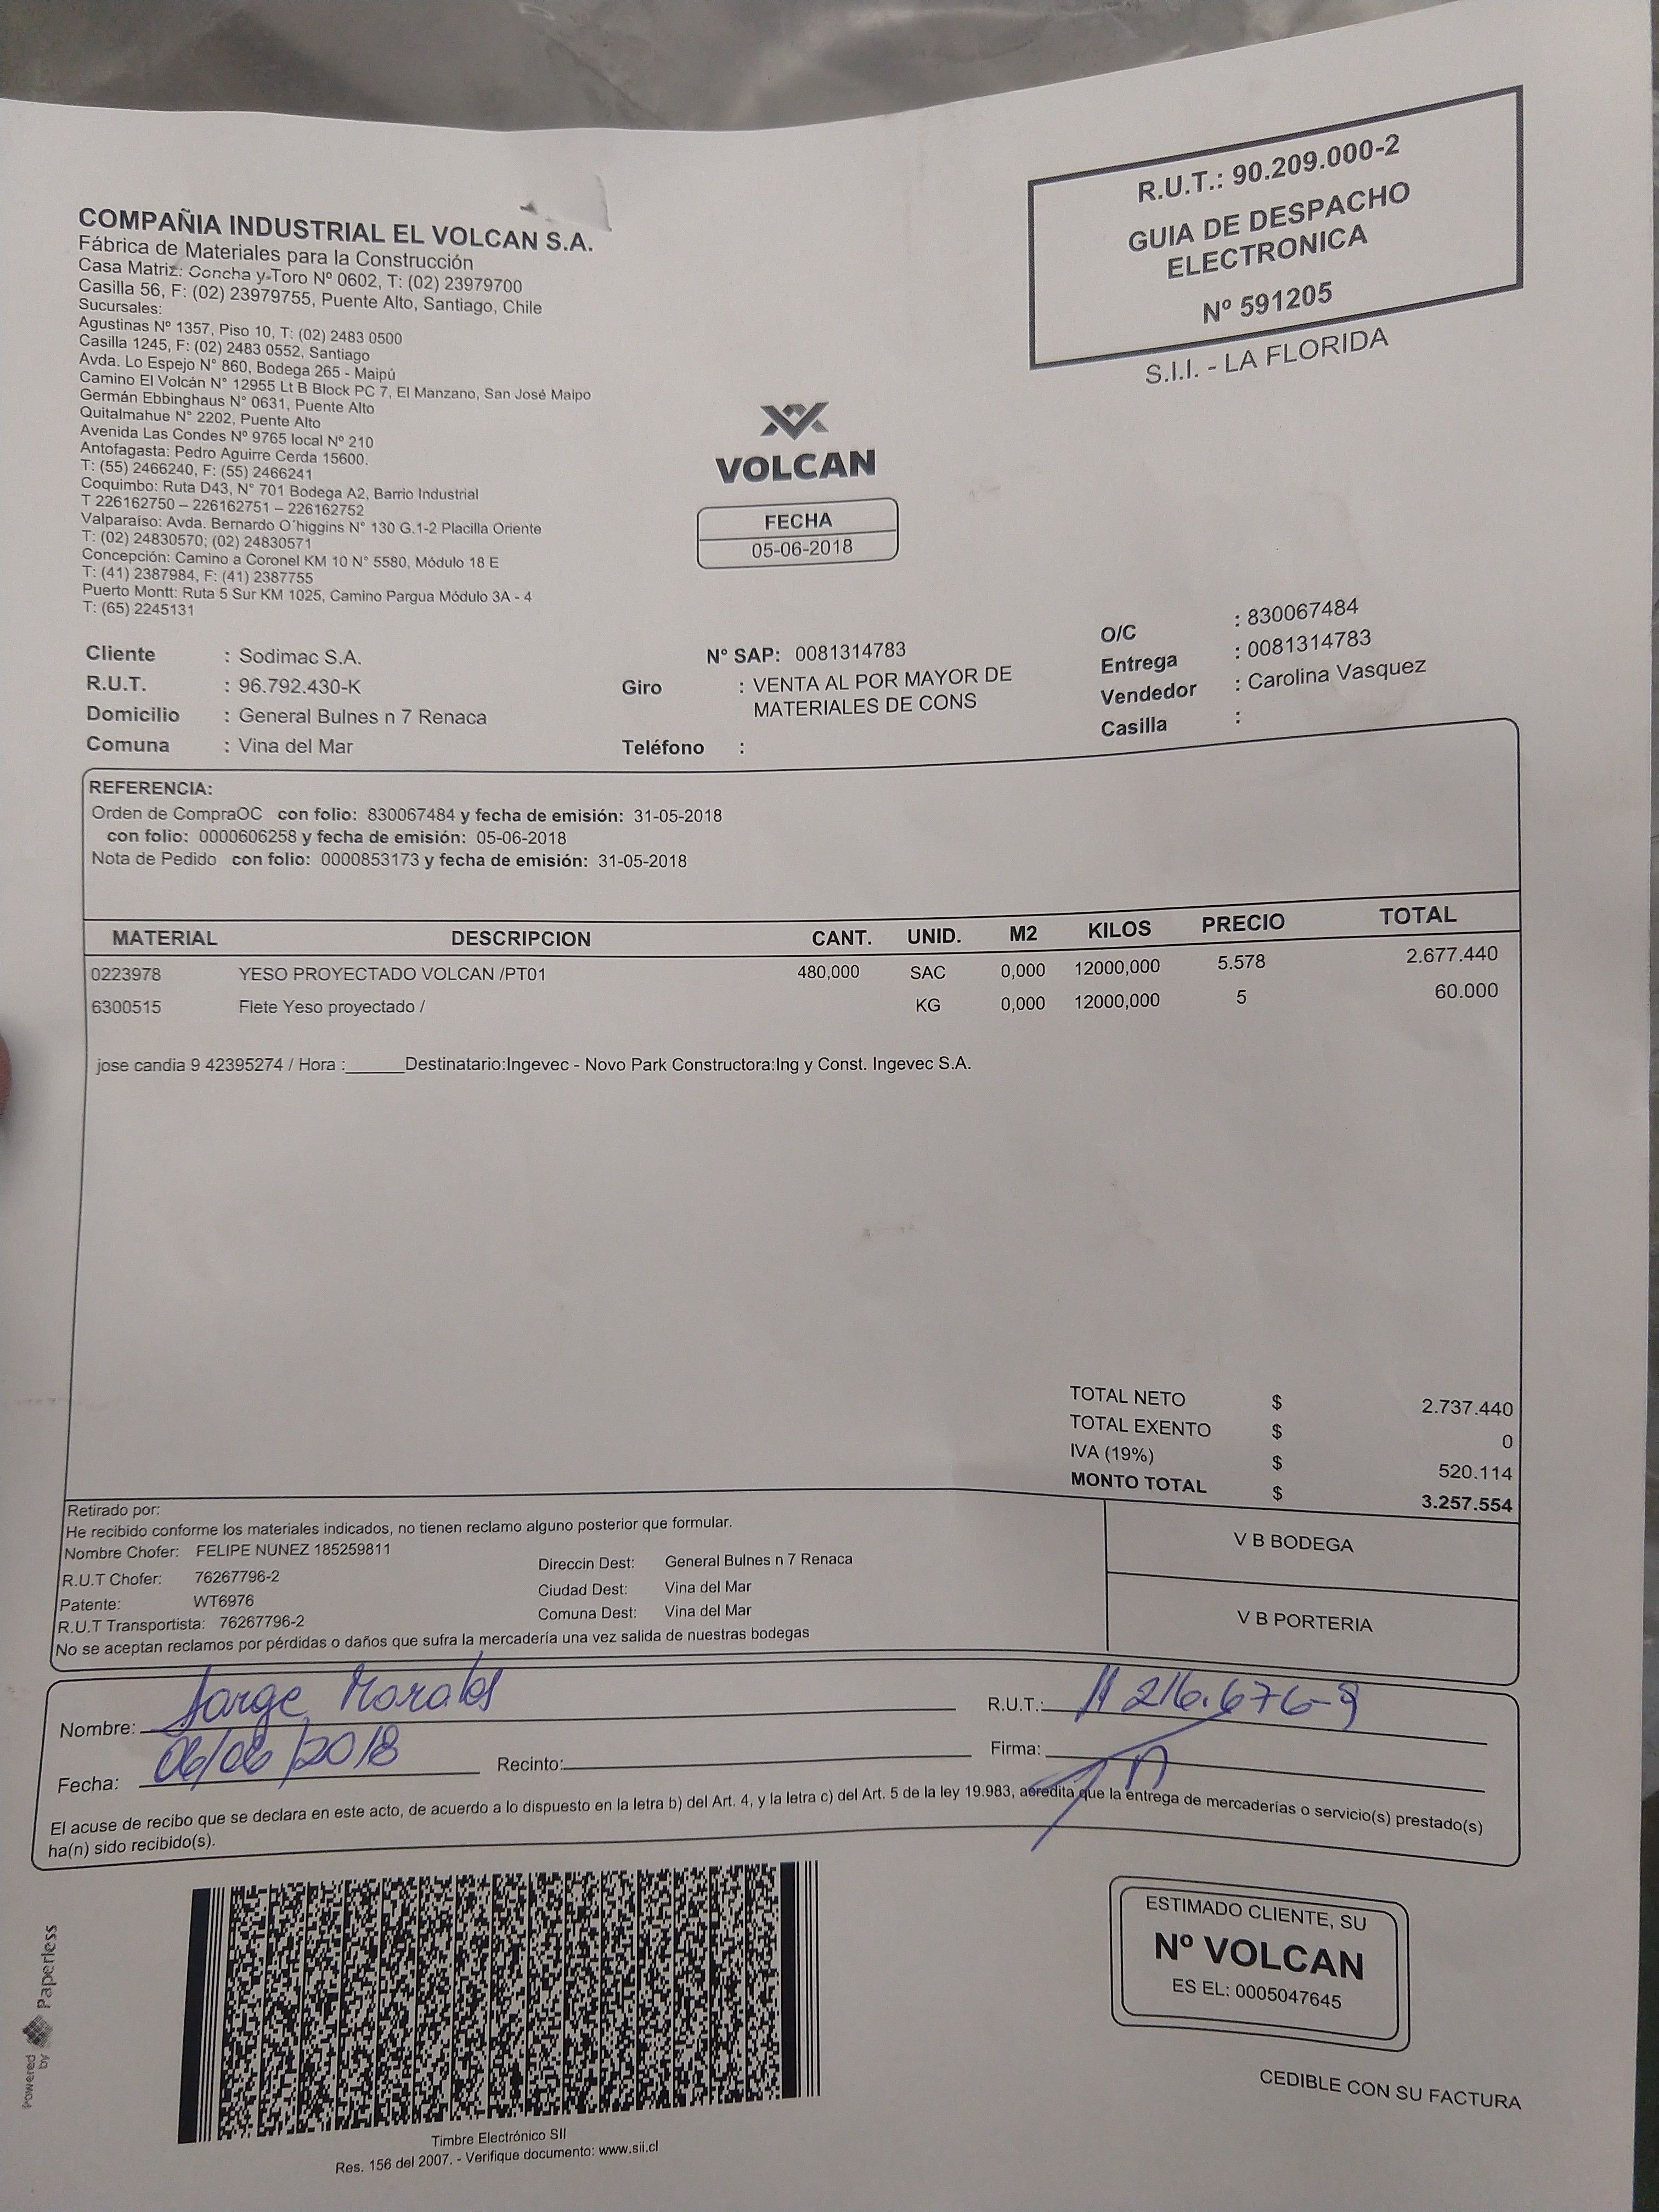 COMPAÑIA INDUSTRIAL EL VOLCAN S.A.
Fábrica de Materiales para la Construcción
Casa Matriz: Concha y Toro Nº 0602, T: (02) 23979700
Casilla 56, F: (02) 23979755, Puente Alto, Santiago, Chile
Sucursales:
Agustinas Nº 1357, Piso 10, T: (02) 2483 0500
Casilla 1245, F: (02) 2483 0552, Santiago
Avda. Lo Espejo N° 860, Bodega 265 - Maipú
Camino El Volcán N° 12955 Lt B Block PC 7, El Manzano, San José Maipo
Germán Ebbinghaus N° 0631, Puente Alto
Quitalmahue N° 2202, Puente Alto
Avenida Las Condes Nº 9765 local Nº 210
Antofagasta: Pedro Aguirre Cerda 15600.
T: (55) 2466240, F: (55) 2466241
Coquimbo: Ruta D43, N° 701 Bodega A2, Barrio Industrial
T 226162750 – 226162751 – 226162752
Valparaiso: Avda. Bernardo O´higgins N° 130 G.1-2 Placilla Oriente
T: (02) 24830570; (02) 24830571
Concepción: Camino a Coronel KM 10 N° 5580, Módulo 18 E
T: (41) 2387984, F: (41) 2387755
Puerto Montt: Ruta 5 Sur KM 1025, Camino Pargua Módulo 3A - 4
T: (65) 2245131
R.U.T.: 90.209.000-2
GUIA DE DESPACHO
ELECTRONICA
Nº 591205
S.I.I. - LA FLORIDA
VOLCAN
FECHA
05-06-2018
Cliente : Sodimac S.A.
R.U.T. : 96.792.430-K
Domicilio : General Bulnes n 7 Renaca
Comuna : Vina del Mar
Nº SAP: 0081314783
Giro : VENTA AL POR MAYOR DE
MATERIALES DE CONS
Teléfono :
O/C : 830067484
Entrega : 0081314783
Vendedor : Carolina Vasquez
Casilla :
REFERENCIA:
Orden de CompraOC con folio: 830067484 y fecha de emisión: 31-05-2018
con folio: 0000606258 y fecha de emisión: 05-06-2018
Nota de Pedido con folio: 0000853173 y fecha de emisión: 31-05-2018
MATERIAL DESCRIPCION CANT. UNID. M2 KILOS PRECIO TOTAL
0223978 YESO PROYECTADO VOLCAN /PT01 480,000 SAC 0,000 12000,000 5.578 2.677.440
6300515 Flete Yeso proyectado / KG 0,000 12000,000 5 60.000
jose candia 9 42395274 / Hora :______Destinatario:Ingevec - Novo Park Constructora:Ing y Const. Ingevec S.A.
TOTAL NETO $ 2.737.440
TOTAL EXENTO $ 0
IVA (19%) $ 520.114
MONTO TOTAL $ 3.257.554
Retirado por:
He recibido conforme los materiales indicados, no tienen reclamo alguno posterior que formular.
Nombre Chofer: FELIPE NUNEZ 185259811
R.U.T Chofer: 76267796-2
Patente: WT6976
R.U.T Transportista: 76267796-2
Direccin Dest: General Bulnes n 7 Renaca
Ciudad Dest: Vina del Mar
Comuna Dest: Vina del Mar
No se aceptan reclamos por pérdidas o daños que sufra la mercadería una vez salida de nuestras bodegas
V B BODEGA
V B PORTERIA
Nombre: Jorge Morales R.U.T.: 11 216.676-9
Fecha: 06/06/2018 Recinto: Firma:
El acuse de recibo que se declara en este acto, de acuerdo a lo dispuesto en la letra b) del Art. 4, y la letra c) del Art. 5 de la ley 19.983, acredita que la entrega de mercaderías o servicio(s) prestado(s)
ha(n) sido recibido(s).
Powered by Paperless
Timbre Electrónico SII
Res. 156 del 2007. - Verifique documento: www.sii.cl
ESTIMADO CLIENTE, SU
Nº VOLCAN
ES EL: 0005047645
CEDIBLE CON SU FACTURA